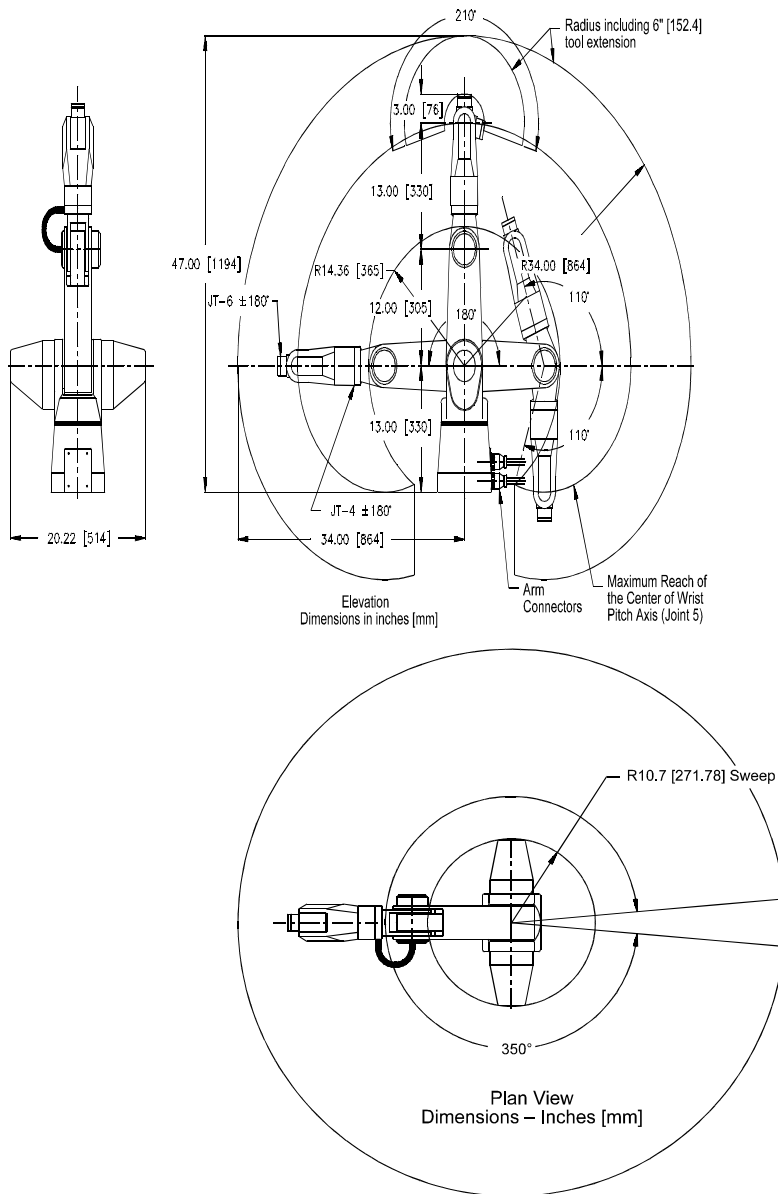 210°
Radius including 6" [152.4]
tool extension
3.00 [76]
13.00 [330]
47.00 [1194]
R14.36 [365]
R34.00 [864]
JT-6 ±180°
12.00 [305]
110°
180°
13.00 [330]
110°
JT-4 ±180°
20.22 [514]
34.00 [864]
Elevation
Dimensions in inches [mm]
Arm
Connectors
Maximum Reach of
the Center of Wrist
Pitch Axis (Joint 5)
R10.7 [271.78] Sweep
350°
Plan View
Dimensions – Inches [mm]